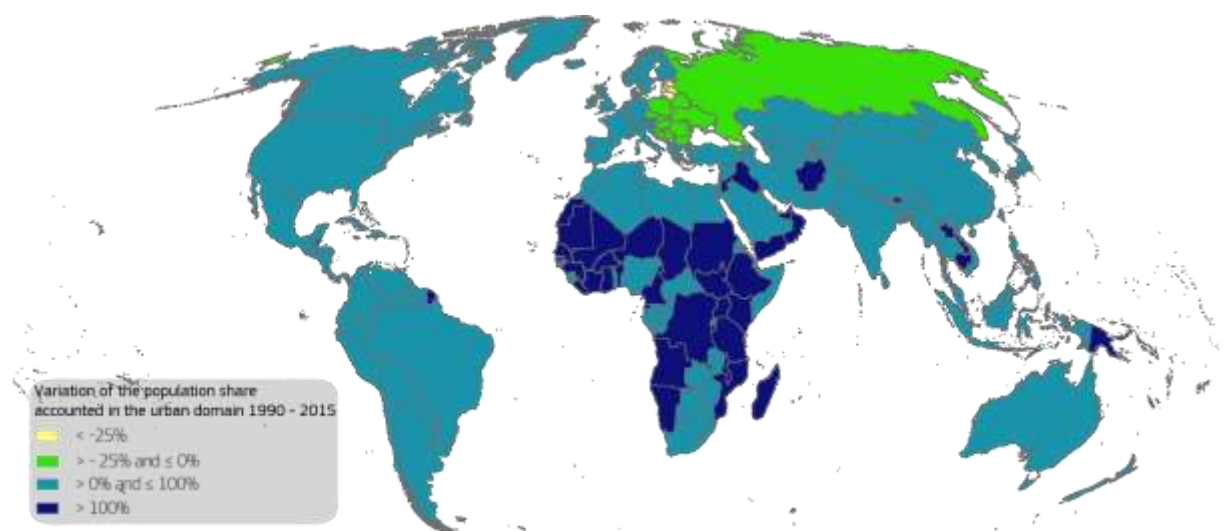 Variation of the population share
accounted in the urban domain 1990 - 2015
< -25%
> - 25% and ≤ 0%
> 0% and ≤ 100%
> 100%